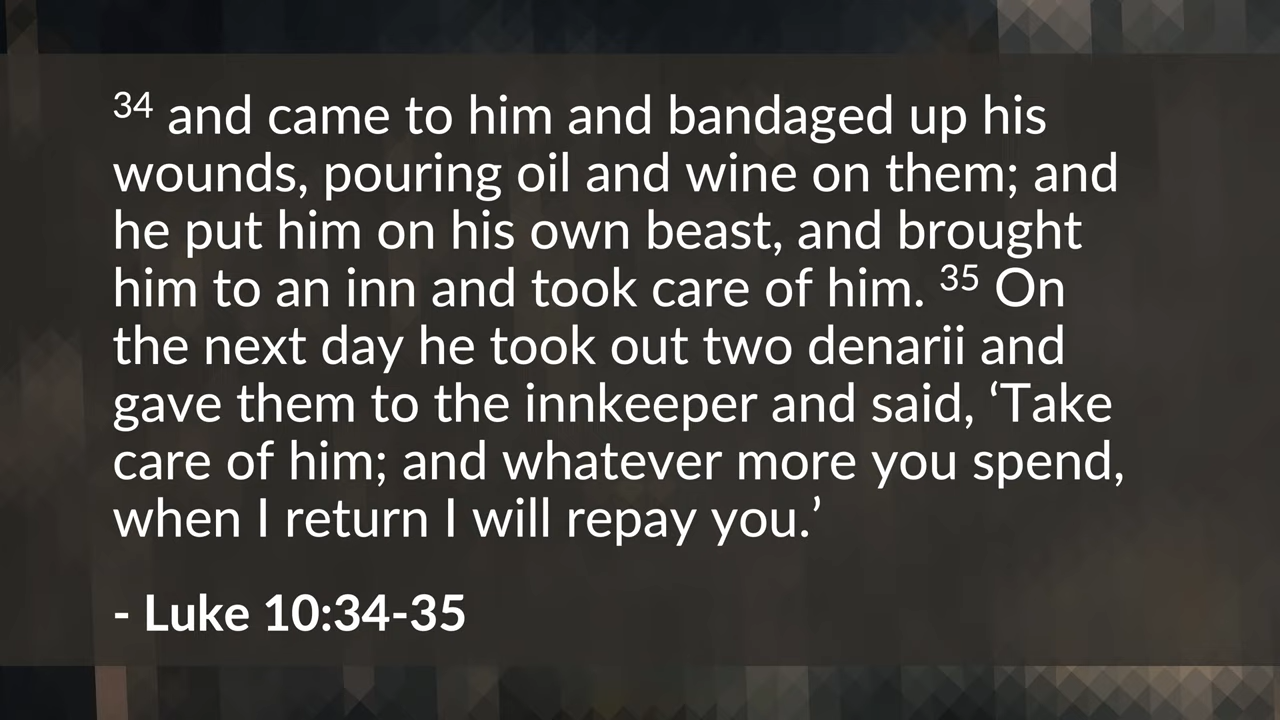 34 and came to him and bandaged up his
wounds, pouring oil and wine on them; and
he put him on his own beast, and brought
him to an inn and took care of him. 35 On
the next day he took out two denarii and
gave them to the innkeeper and said, ‘Take
care of him; and whatever more you spend,
when I return I will repay you.’
- Luke 10:34-35